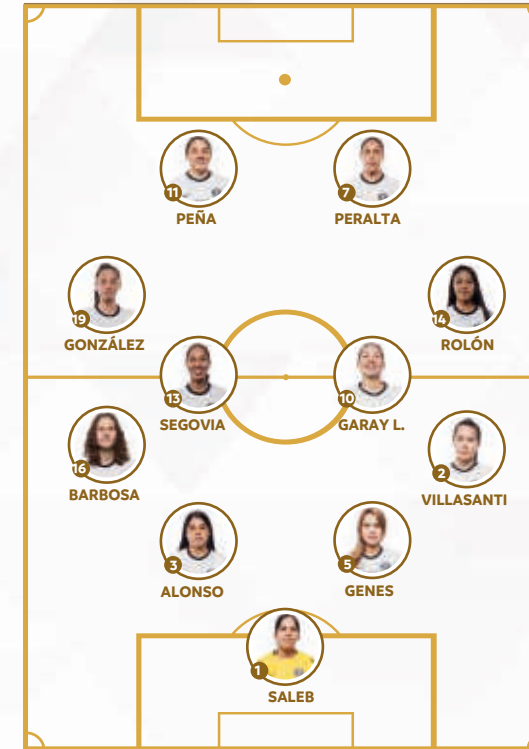 11
PEÑA
7
PERALTA
19
GONZÁLEZ
14
ROLÓN
13
SEGOVIA
10
GARAY L.
16
BARBOSA
2
VILLASANTI
3
ALONSO
5
GENES
1
SALEB